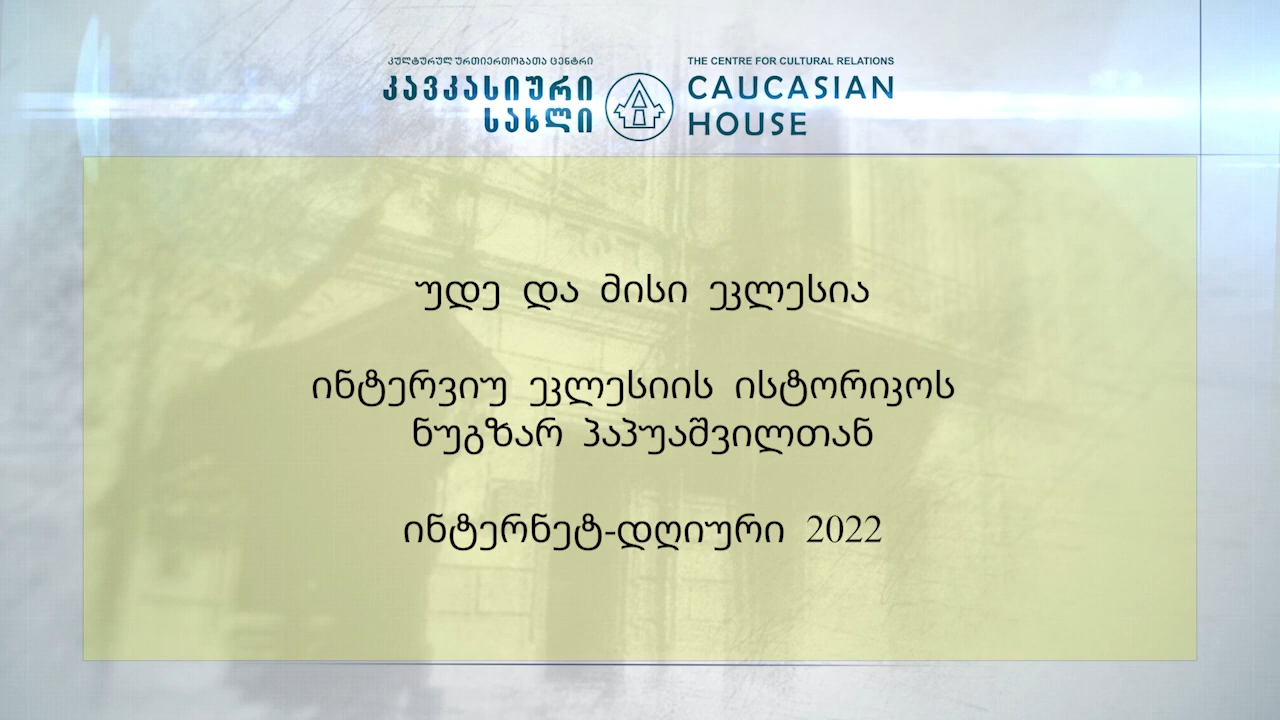 კულტურულ ურთიერთობათა ცენტრი
კავკასიური
სახლი
THE CENTRE FOR CULTURAL RELATIONS
CAUCASIAN
HOUSE
უდე და მისი ეკლესია
ინტერვიუ ეკლესიის ისტორიკოს
ნუგზარ პაპუაშვილთან
ინტერნეტ-დღიური 2022